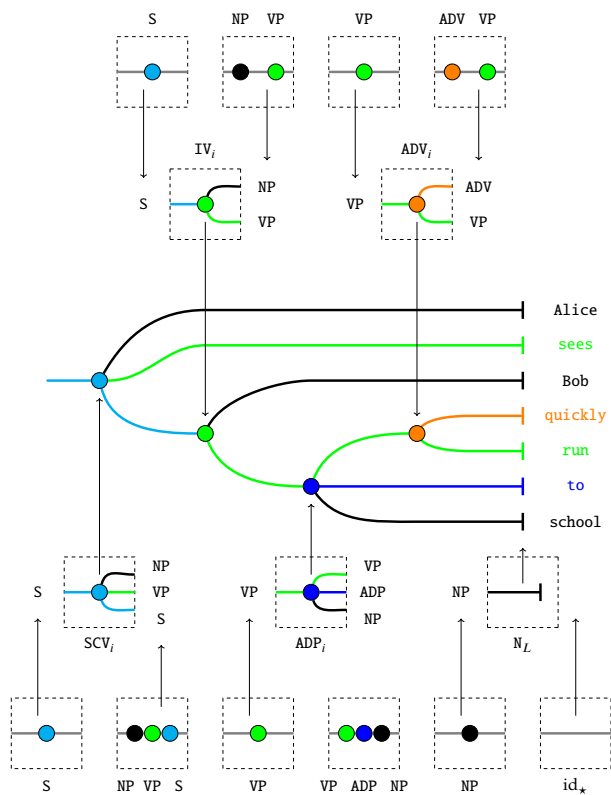 S NP VP VP ADV VP
IV_i ADV_i
S NP VP VP ADV VP
Alice
sees
Bob
quickly
run
to
school
S NP VP S VP VP ADP NP NP
SCV_i ADP_i N_L
S NP VP S VP VP ADP NP NP id_⋆